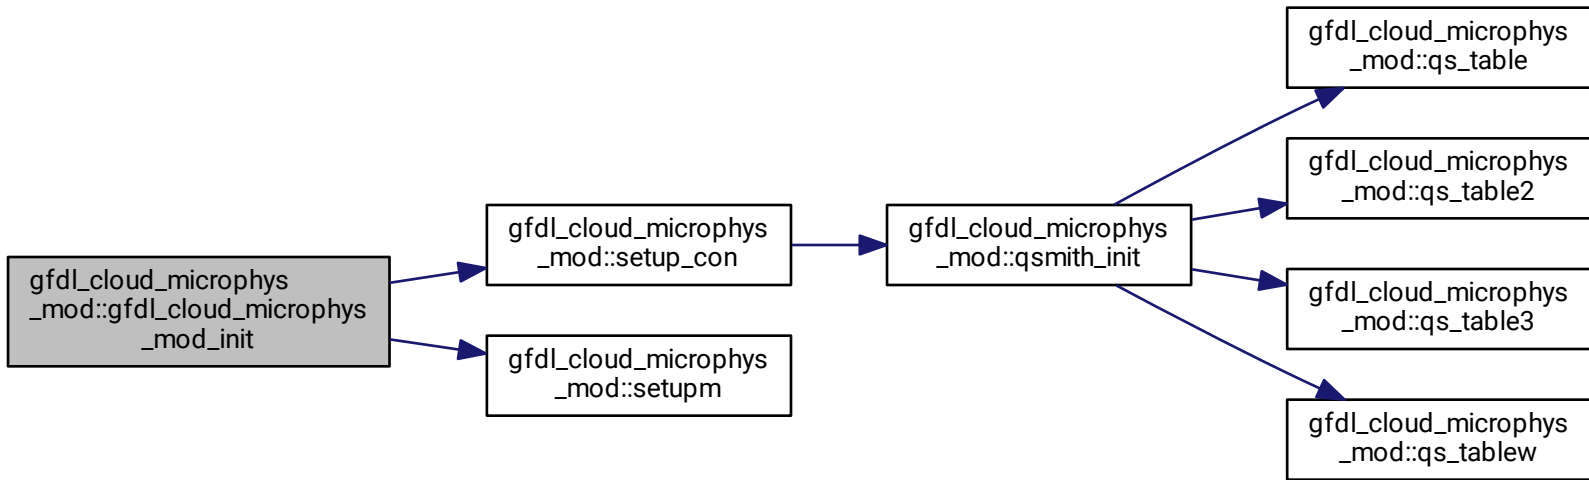 gfdl_cloud_microphys
_mod::gfdl_cloud_microphys
_mod_init
gfdl_cloud_microphys
_mod::setup_con
gfdl_cloud_microphys
_mod::setupm
gfdl_cloud_microphys
_mod::qsmith_init
gfdl_cloud_microphys
_mod::qs_table
gfdl_cloud_microphys
_mod::qs_table2
gfdl_cloud_microphys
_mod::qs_table3
gfdl_cloud_microphys
_mod::qs_tablew